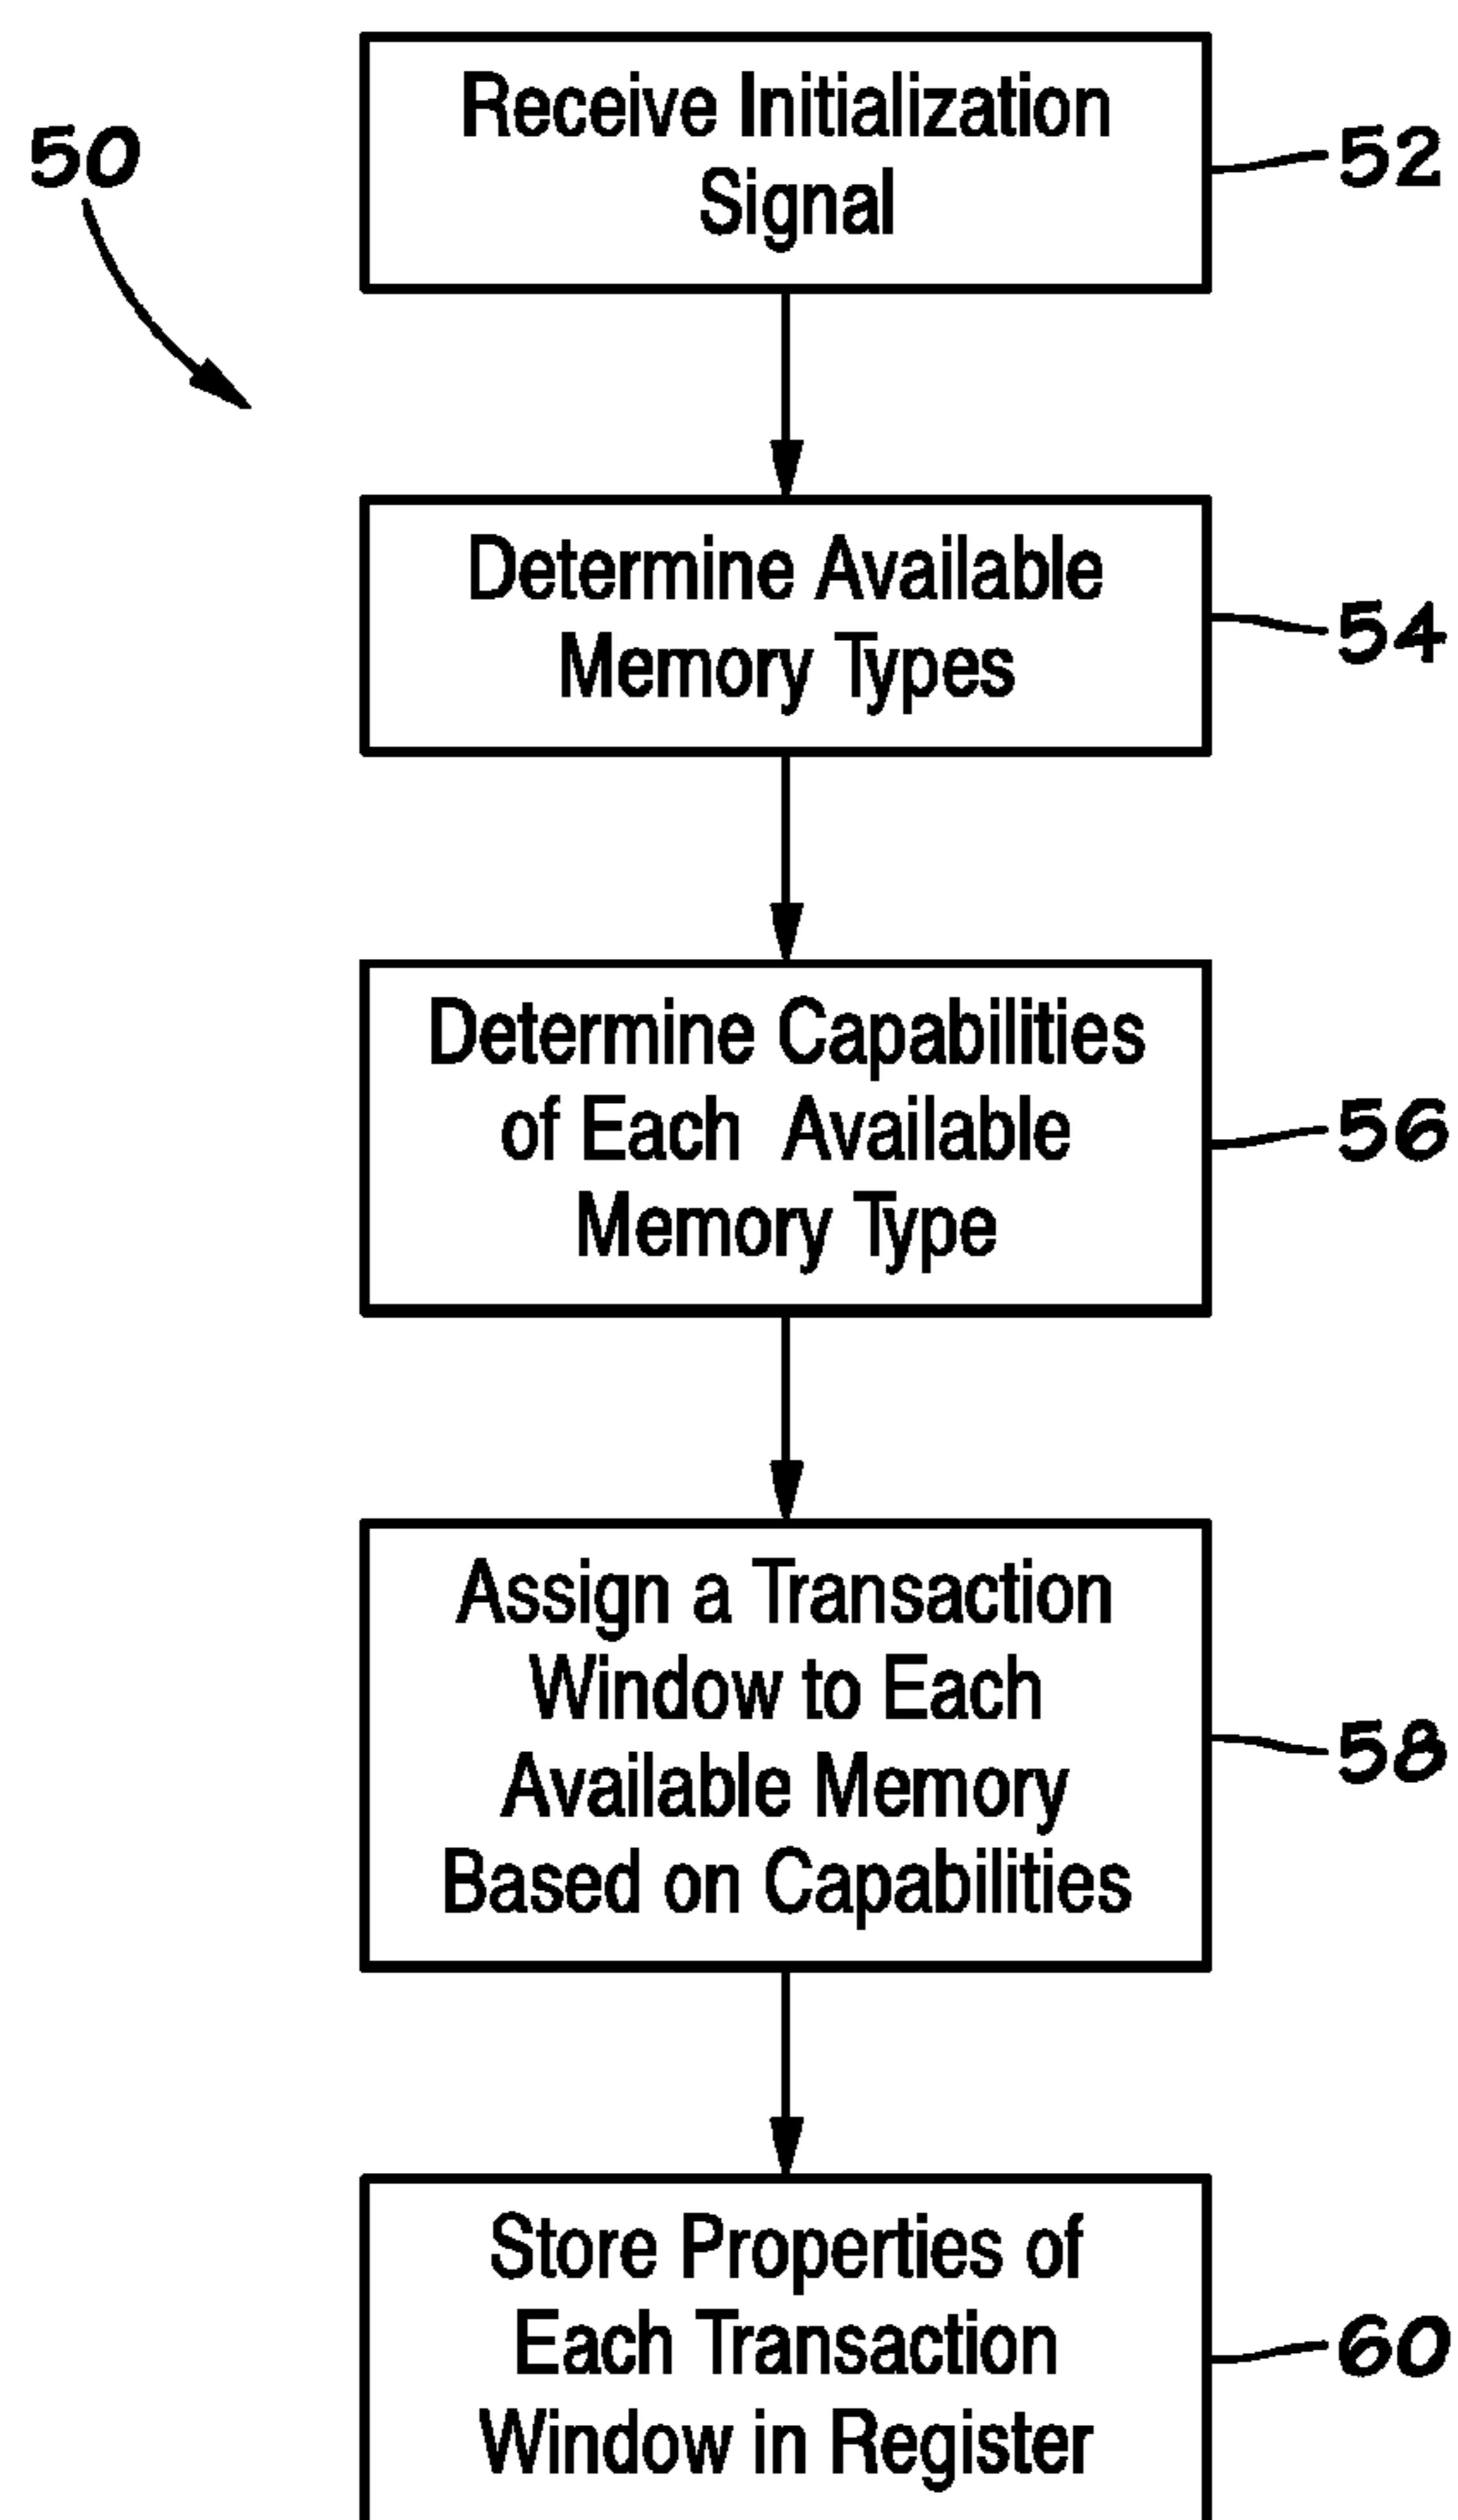 50
Receive Initialization
Signal
52
Determine Available
Memory Types
54
Determine Capabilities
of Each Available
Memory Type
56
Assign a Transaction
Window to Each
Available Memory
Based on Capabilities
58
Store Properties of
Each Transaction
Window in Register
60